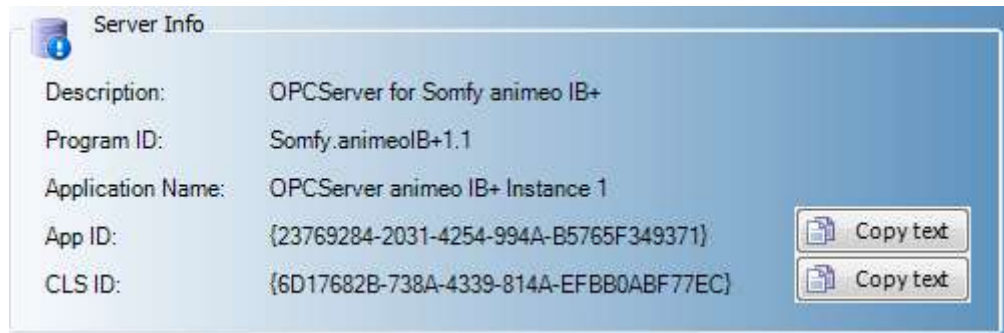 Server Info
Description: OPCServer for Somfy animeo IB+
Program ID: Somfy.animeoIB+1.1
Application Name: OPCServer animeo IB+ Instance 1
App ID: {23769284-2031-4254-994A-B5765F349371} Copy text
CLS ID: {6D17682B-738A-4339-814A-EFBB0ABF77EC} Copy text